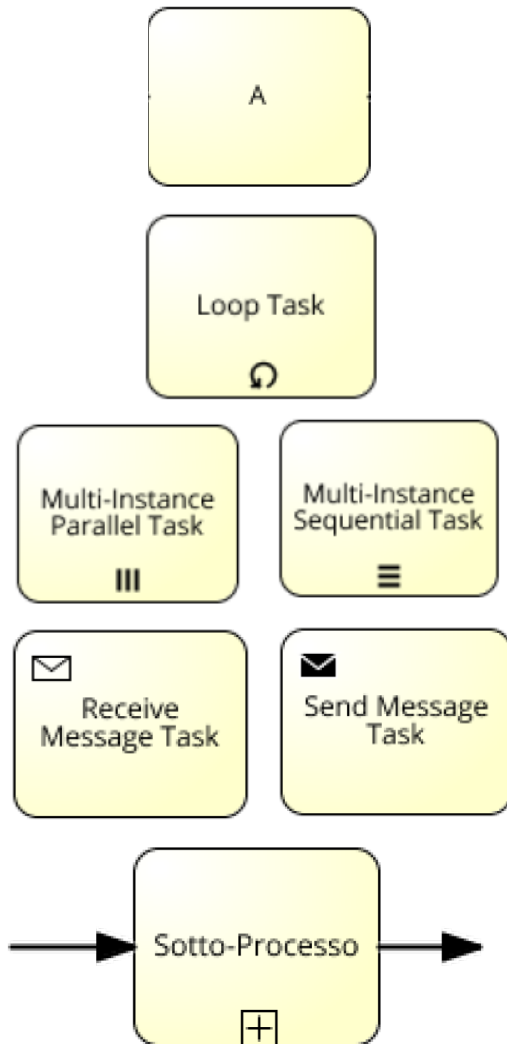 A
Loop Task
Multi-Instance
Parallel Task
Multi-Instance
Sequential Task
Receive
Message Task
Send Message
Task
Sotto-Processo